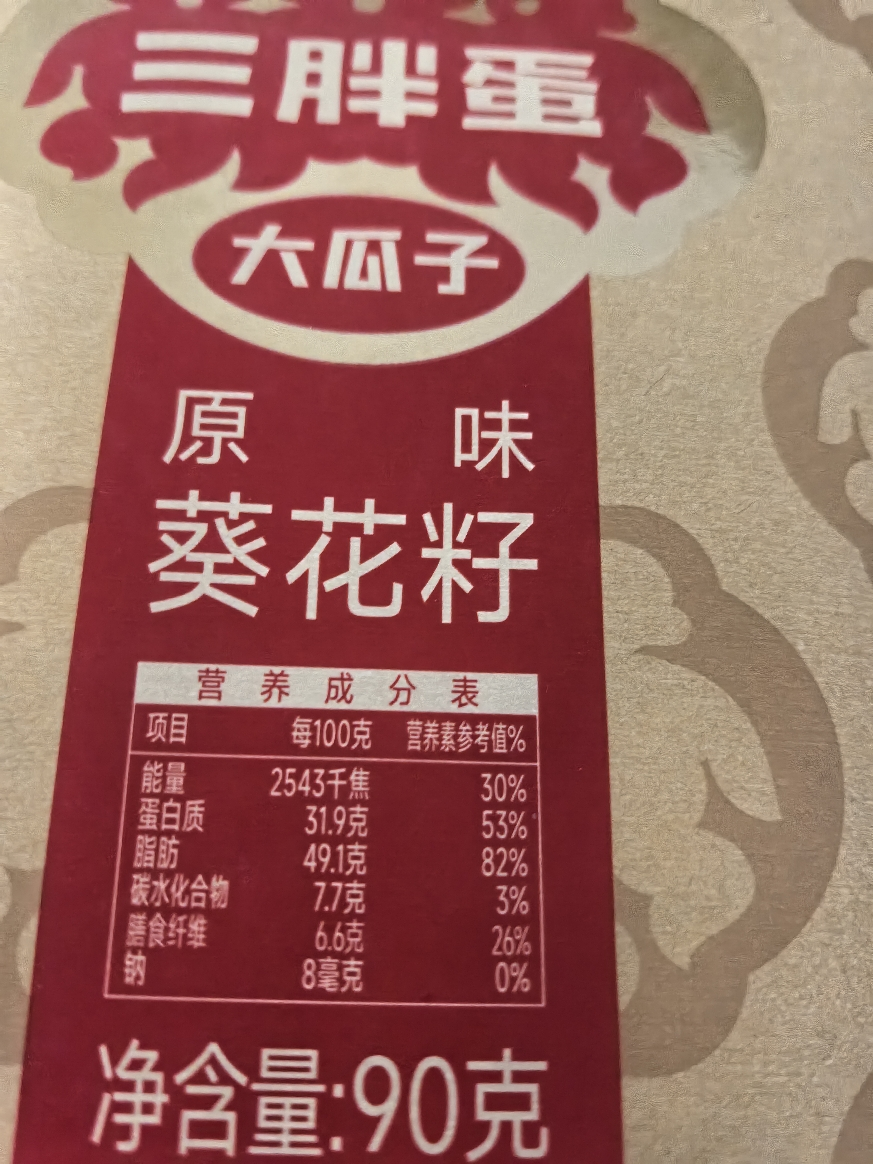 三胖蛋
大瓜子
原 味
葵花籽
营养成分表
项目 每100克 营养素参考值%
能量 2543千焦 30%
蛋白质 31.9克 53%
脂肪 49.1克 82%
碳水化合物 7.7克 3%
膳食纤维 6.6克 26%
钠 8毫克 0%
净含量:90克